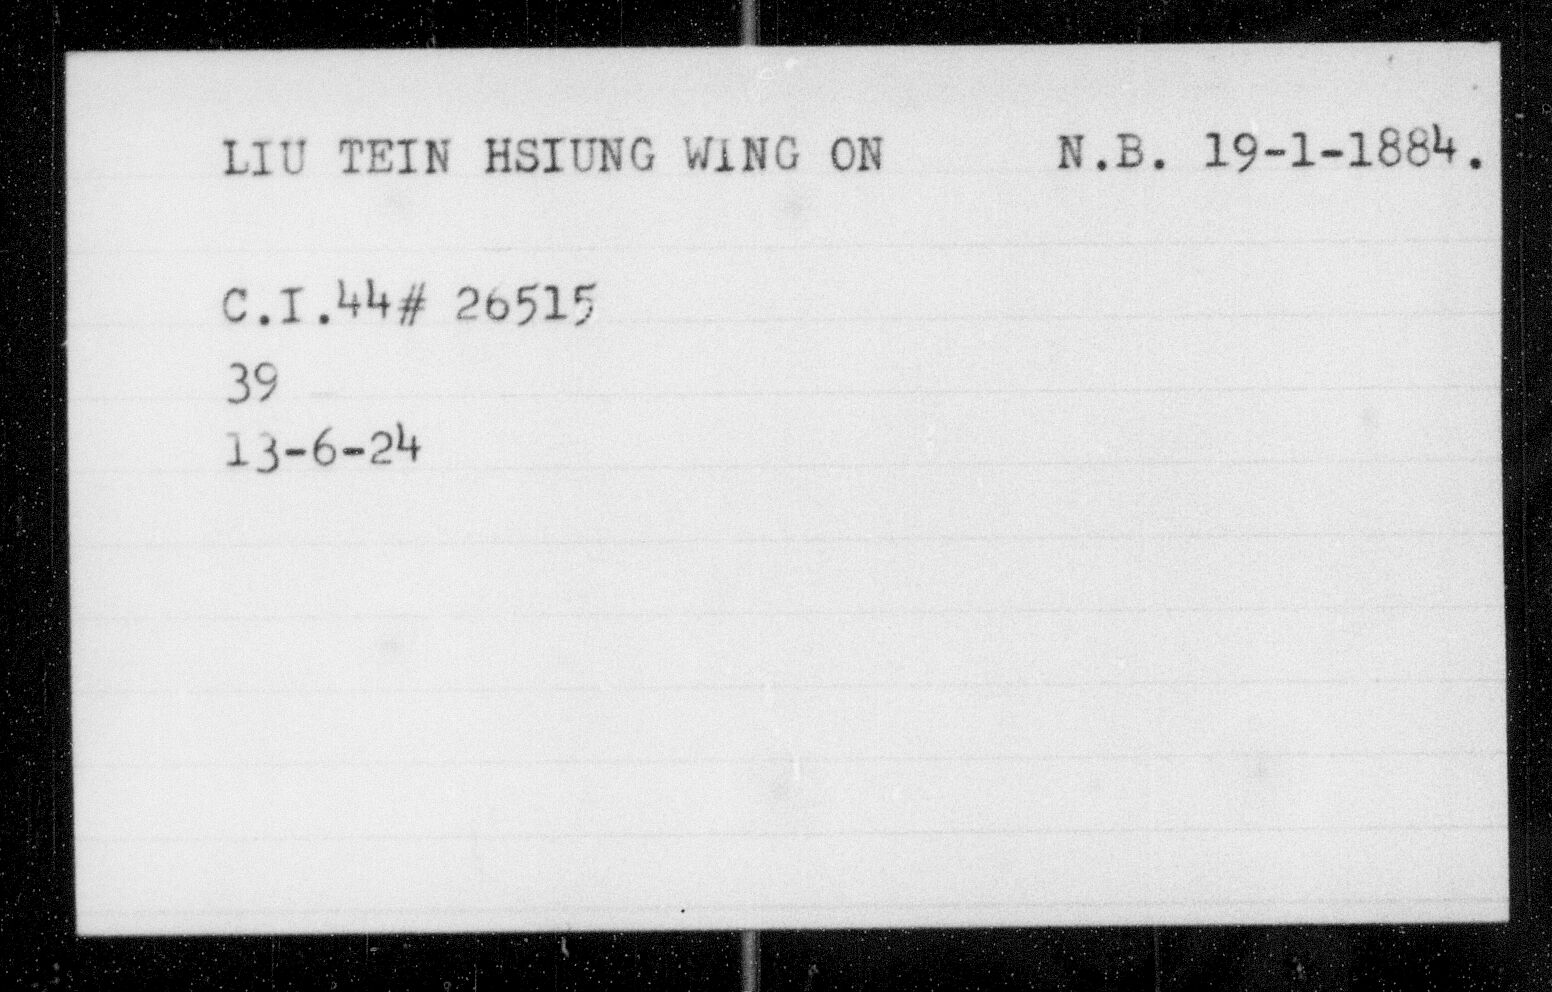 LIU TEIN HSIUNG WING ON N.B. 19-1-1884.
C.I.44# 26515
39
13-6-24